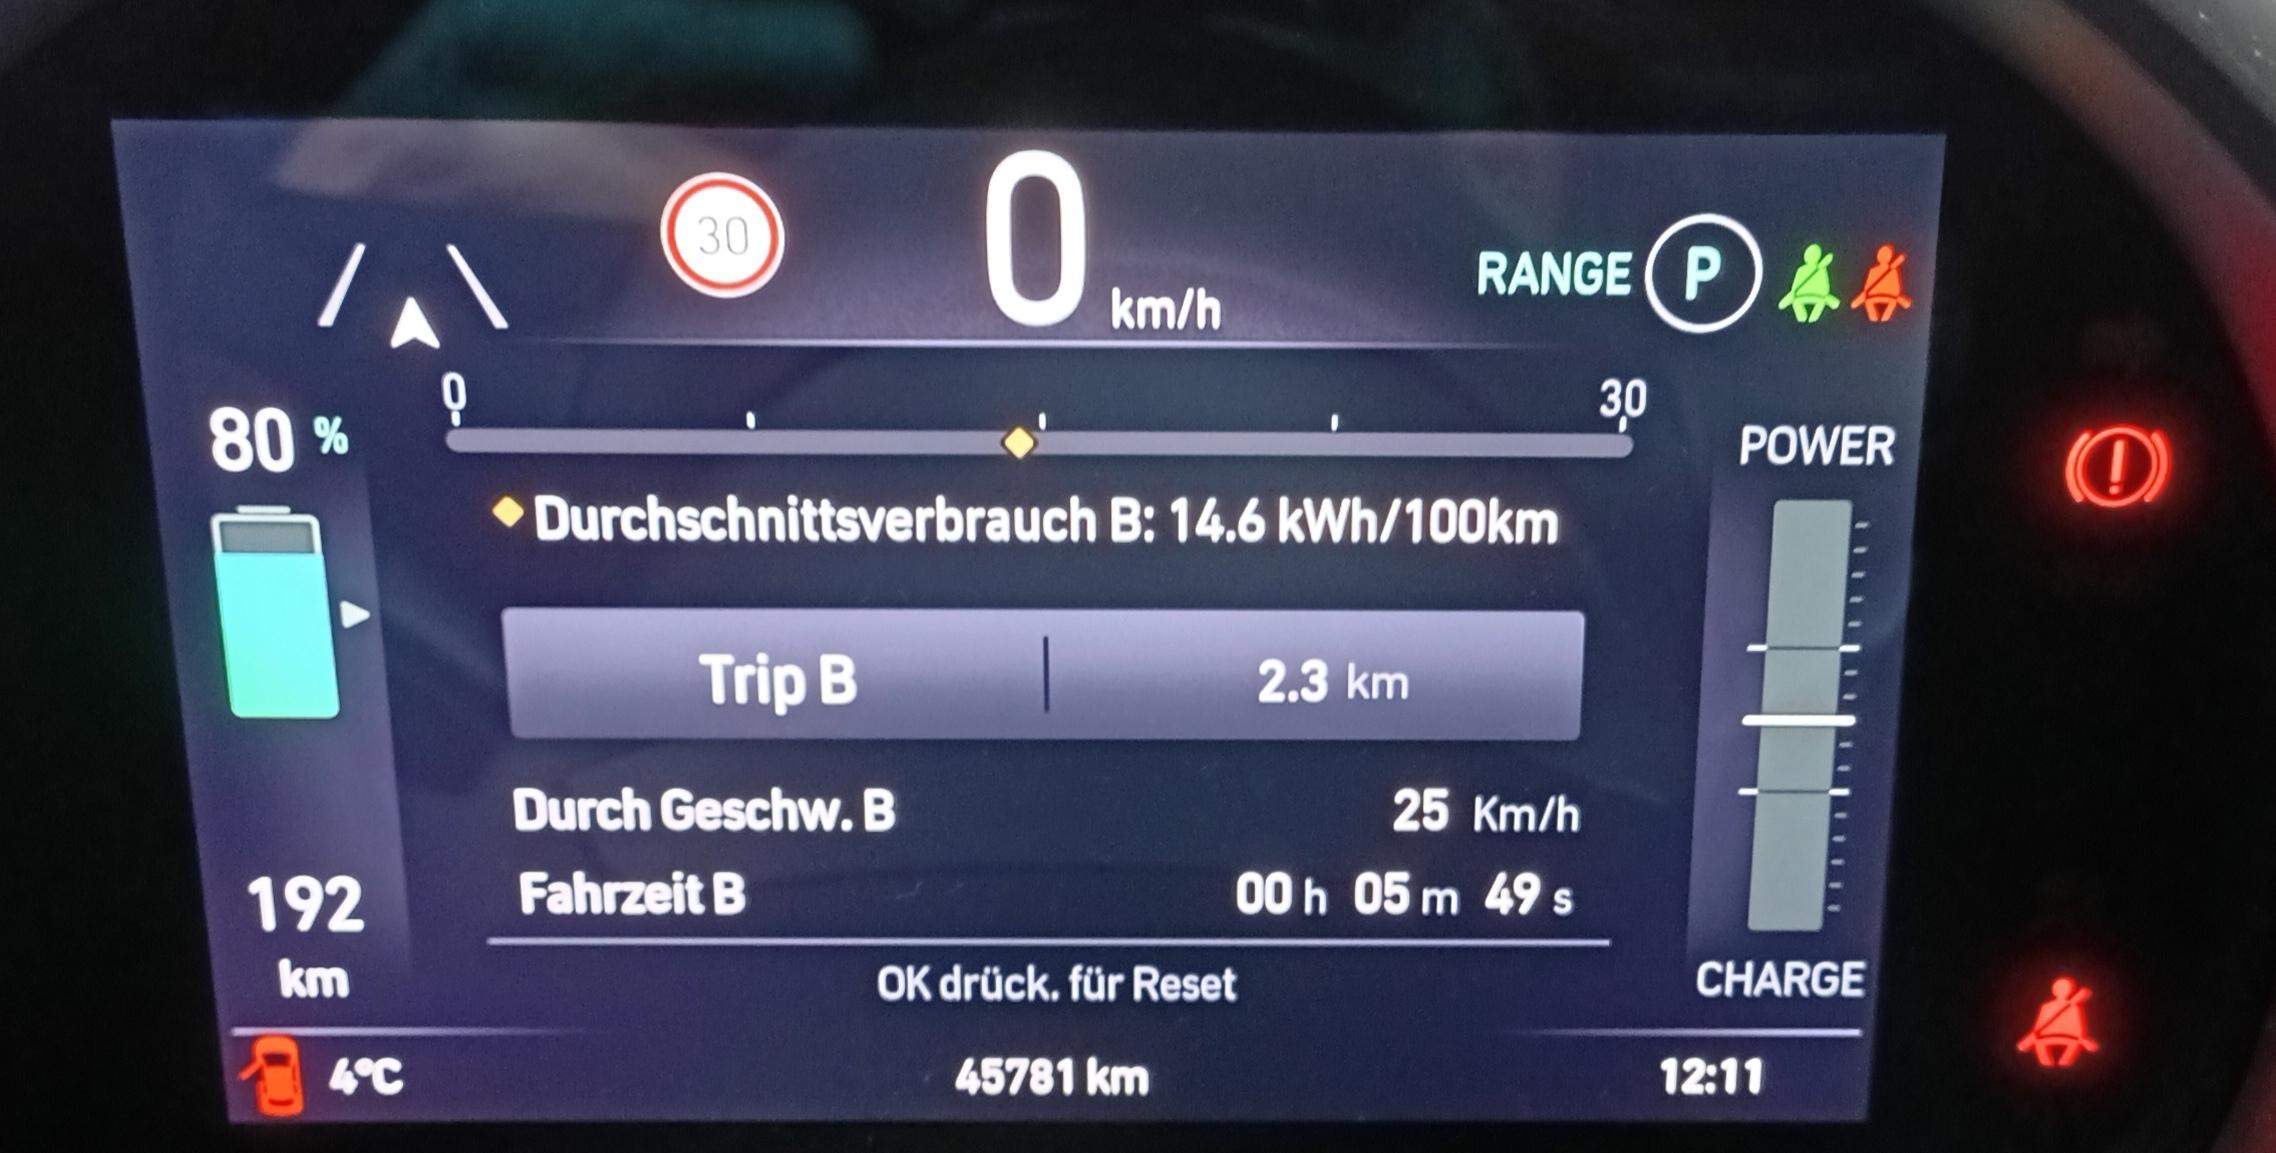 30
0 km/h
RANGE P
0 30
80 %
POWER
Durchschnittsverbrauch B: 14.6 kWh/100km
Trip B 2.3 km
Durch Geschw. B 25 Km/h
Fahrzeit B 00 h 05 m 49 s
192
km
OK drück. für Reset
CHARGE
4°C 45781 km 12:11